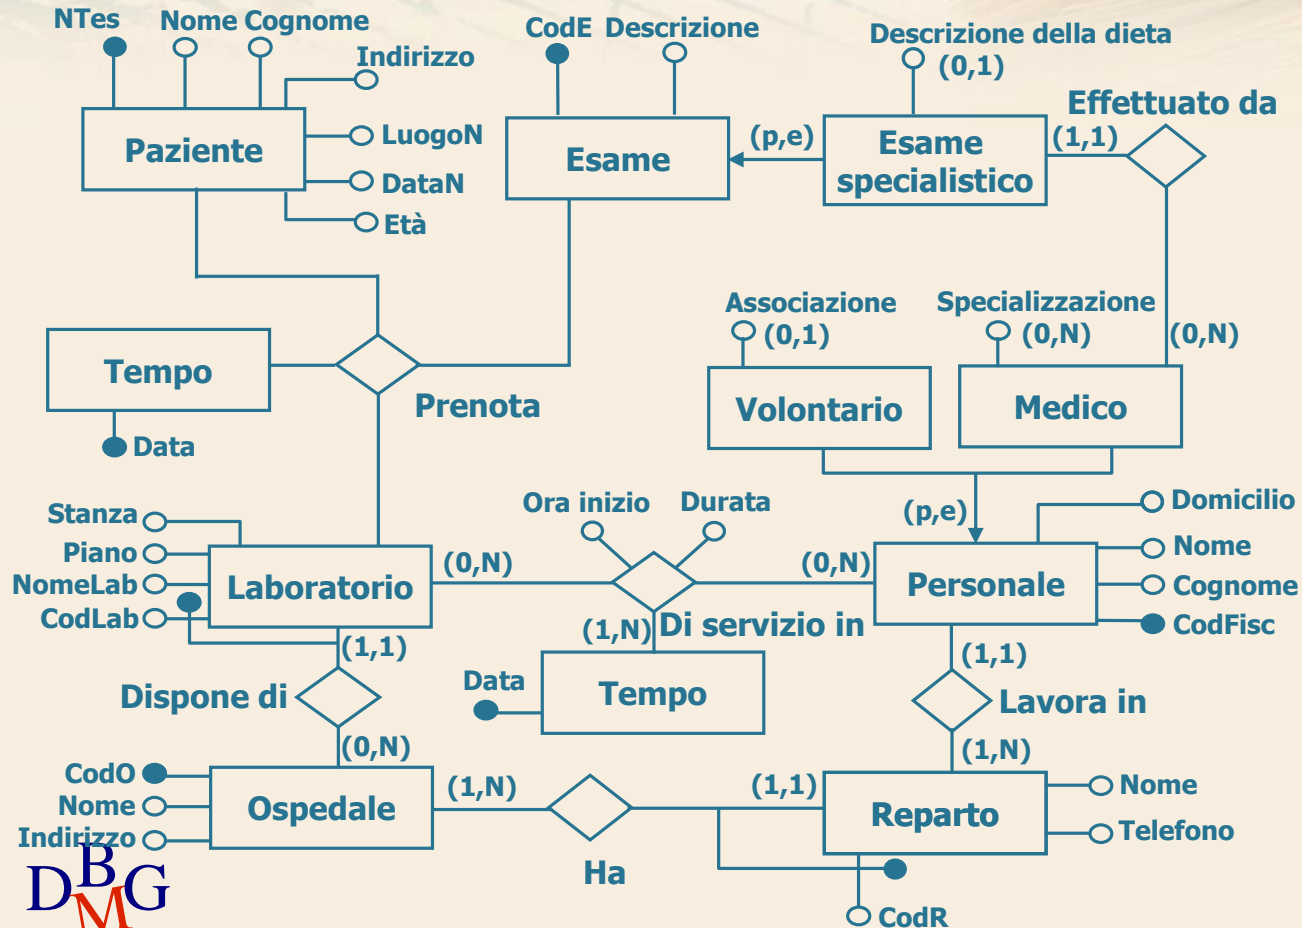 NTes
Nome Cognome
Indirizzo
Paziente
LuogoN
DataN
Età
CodE Descrizione
Esame
(p,e)
Descrizione della dieta
(0,1)
Esame
specialistico
Effettuato da
(1,1)
Tempo
Data
Prenota
Associazione
(0,1)
Volontario
Specializzazione
(0,N)
(0,N)
Medico
Stanza
Piano
NomeLab
CodLab
Laboratorio
(0,N)
Ora inizio
Durata
(0,N)
(p,e)
Personale
Domicilio
Nome
Cognome
CodFisc
(1,1)
(1,N)
Di servizio in
(1,1)
Dispone di
Data
Tempo
Lavora in
(0,N)
(1,N)
CodO
Nome
Indirizzo
Ospedale
(1,N)
Ha
(1,1)
Reparto
Nome
Telefono
CodR
DBMG